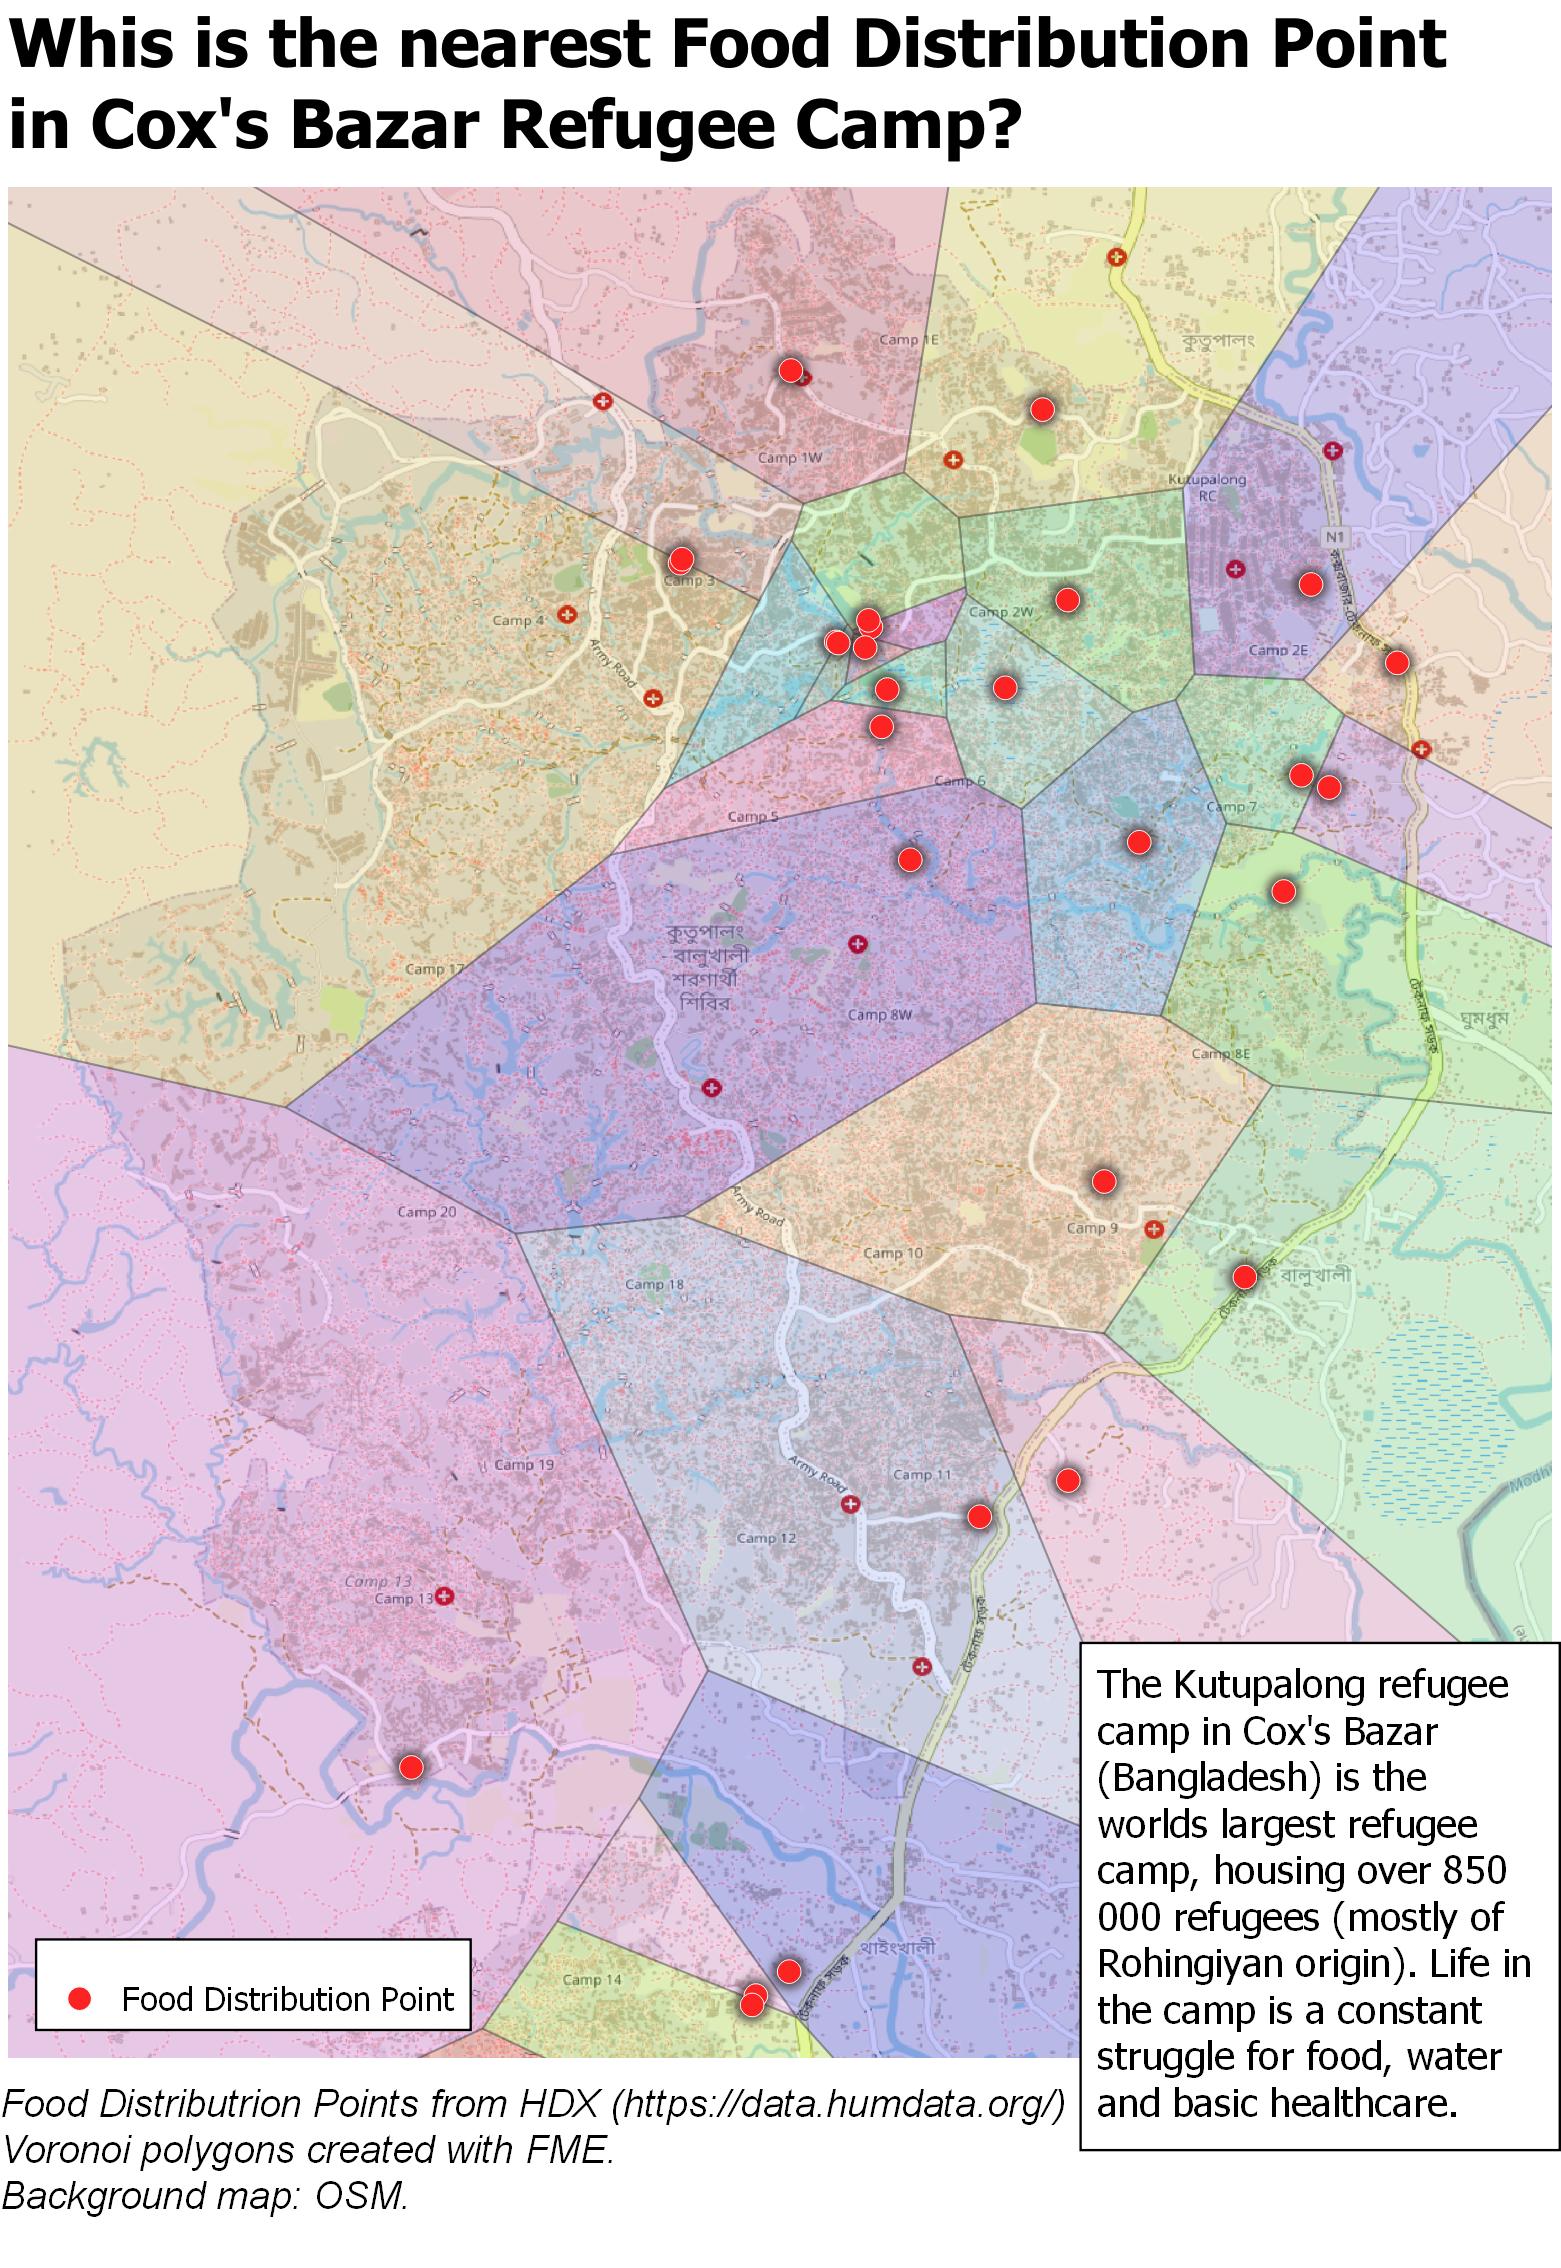 Whis is the nearest Food Distribution Point
in Cox's Bazar Refugee Camp?
Camp 1E
কুতুপালং
Camp 1W
Kutupalong
RC
N1
Camp 3
Camp 4
Army Road
Camp 2W
Camp 2E
Camp 6
Camp 5
Camp 7
কুতুপালং
- বালুখালী
শরণার্থী
শিবির
Camp 17
Camp 8W
ঘুমধুম
টেকনাফ সড়ক
Camp 8E
Army Road
Camp 20
Camp 9
Camp 10
Camp 18
বালুখালী
Camp 19
Army Road
Camp 11
Camp 12
Camp 13
Camp 13
টেকনাফ সড়ক
থাইংখালী
Camp 14
টেকনাফ সড়ক
Food Distribution Point
The Kutupalong refugee
camp in Cox's Bazar
(Bangladesh) is the
worlds largest refugee
camp, housing over 850
000 refugees (mostly of
Rohingiyan origin). Life in
the camp is a constant
struggle for food, water
and basic healthcare.
Food Distributrion Points from HDX (https://data.humdata.org/)
Voronoi polygons created with FME.
Background map: OSM.